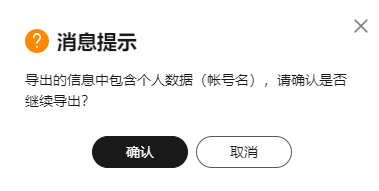 消息提示
导出的信息中包含个人数据（帐号名），请确认是否
继续导出？
确认
取消